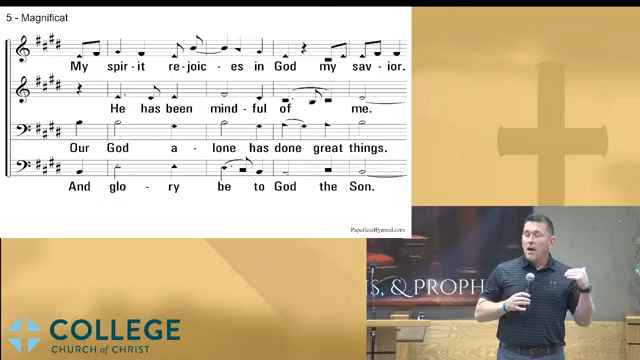 5 - Magnificat
My spir - it re-joic - es in God my sav - ior.
He has been mind - ful of me.
Our God a - lone has done great things.
And glo - ry be to God the Son.
PaperlessHymnal.com
S, & PROPH
COLLEGE
CHURCH of CHRIST